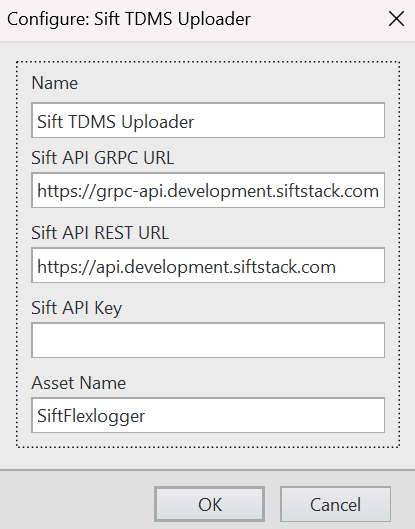 Configure: Sift TDMS Uploader
Name
Sift TDMS Uploader
Sift API GRPC URL
https://grpc-api.development.siftstack.com
Sift API REST URL
https://api.development.siftstack.com
Sift API Key
Asset Name
SiftFlexlogger
OK
Cancel